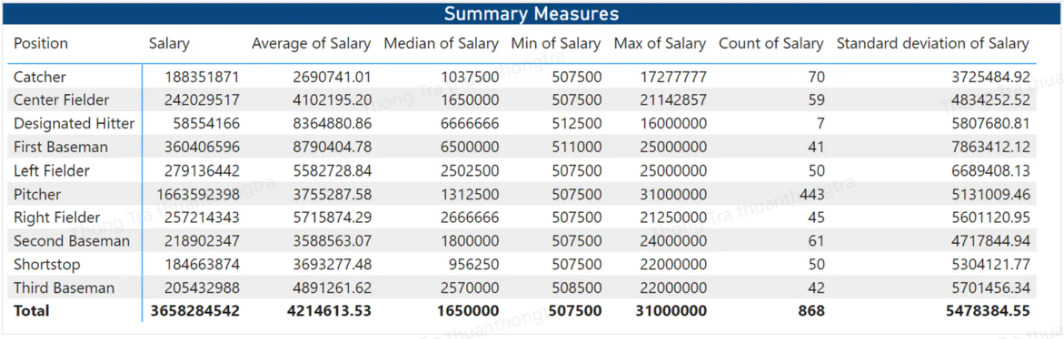 Summary Measures
Position Salary Average of Salary Median of Salary Min of Salary Max of Salary Count of Salary Standard deviation of Salary
Catcher 188351871 2690741.01 1037500 507500 17277777 70 3725484.92
Center Fielder 242029517 4102195.20 1650000 507500 21142857 59 4834252.52
Designated Hitter 58554166 8364880.86 6666666 512500 16000000 7 5807680.81
First Baseman 360406596 8790404.78 6500000 511000 25000000 41 7863412.12
Left Fielder 279136442 5582728.84 2502500 507500 25000000 50 6689408.13
Pitcher 1663592398 3755287.58 1312500 507500 31000000 443 5131009.46
Right Fielder 257214343 5715874.29 2666666 507500 21250000 45 5601120.95
Second Baseman 218902347 3588563.07 1800000 507500 24000000 61 4717844.94
Shortstop 184663874 3693277.48 956250 507500 22000000 50 5304121.77
Third Baseman 205432988 4891261.62 2570000 508500 22000000 42 5701456.34
Total 3658284542 4214613.53 1650000 507500 31000000 868 5478384.55